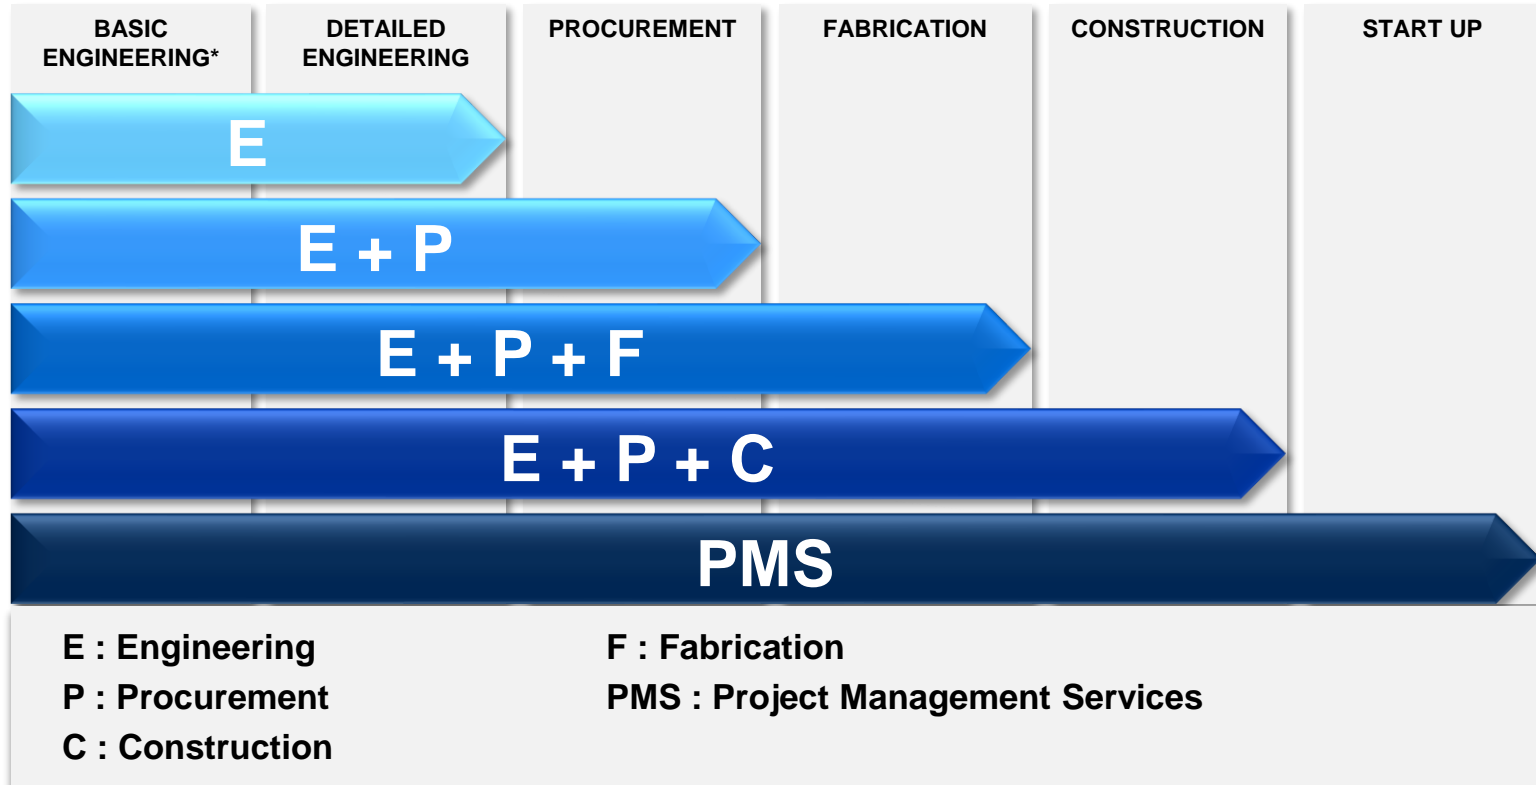 BASIC
ENGINEERING*
DETAILED
ENGINEERING
PROCUREMENT
FABRICATION
CONSTRUCTION
START UP
E
E + P
E + P + F
E + P + C
PMS
E : Engineering
P : Procurement
C : Construction
F : Fabrication
PMS : Project Management Services